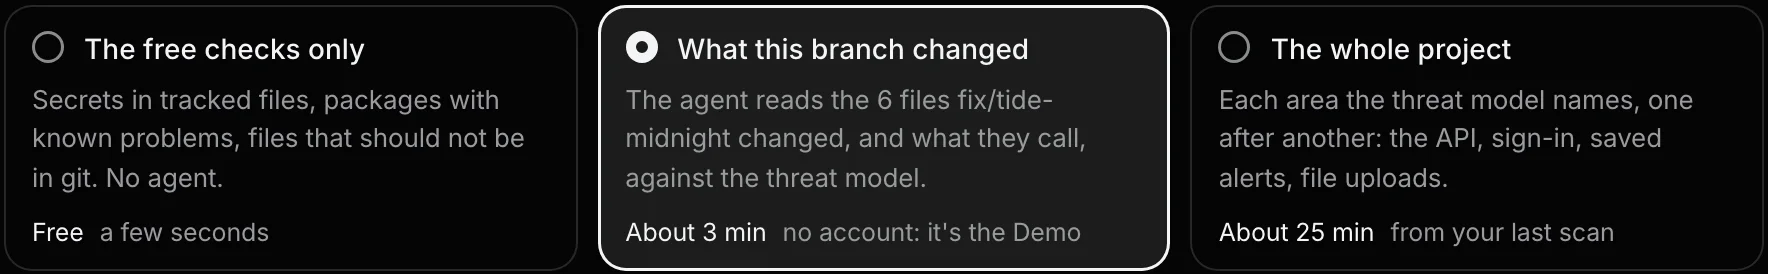 The free checks only
Secrets in tracked files, packages with
known problems, files that should not be
in git. No agent.
Free a few seconds
What this branch changed
The agent reads the 6 files fix/tide-
midnight changed, and what they call,
against the threat model.
About 3 min no account: it's the Demo
The whole project
Each area the threat model names, one
after another: the API, sign-in, saved
alerts, file uploads.
About 25 min from your last scan